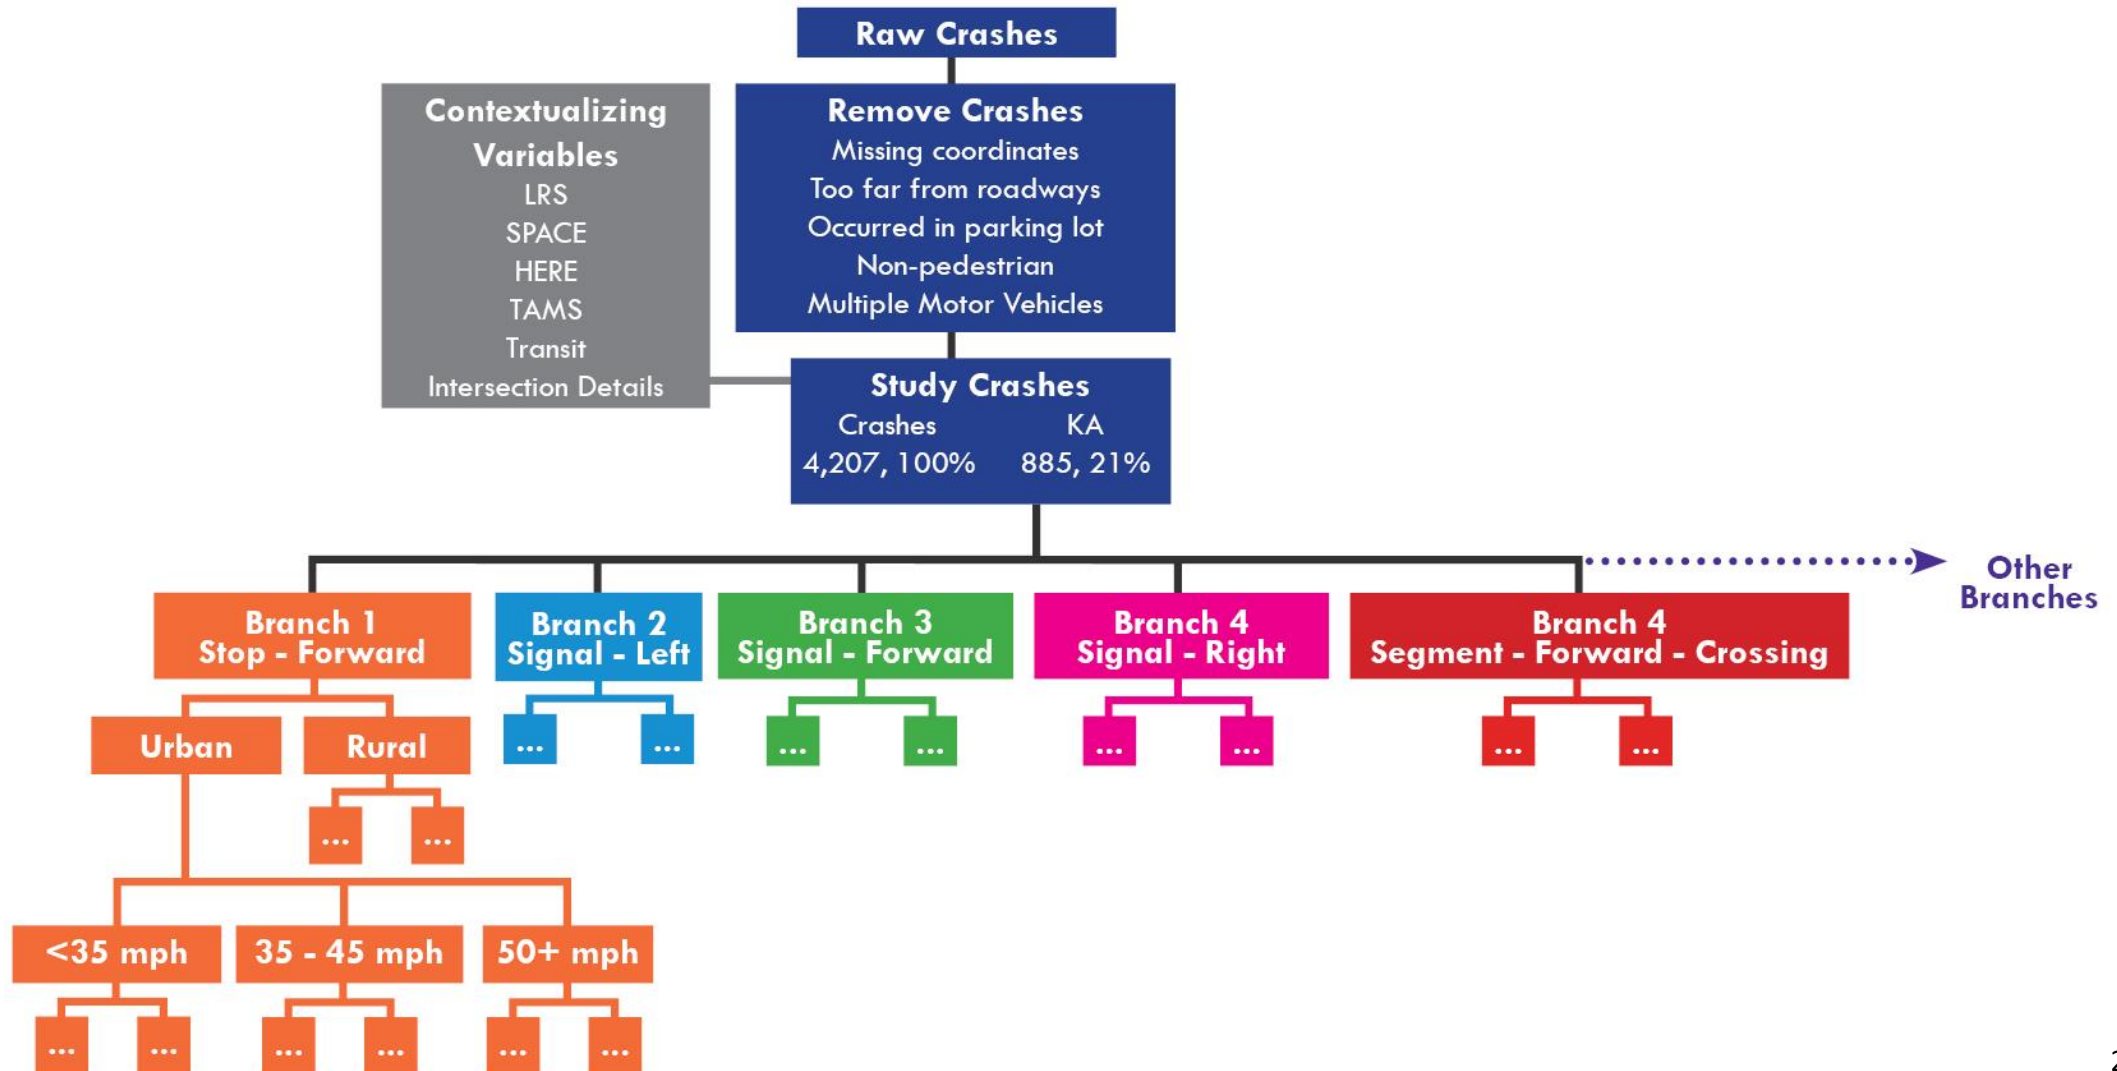 Raw Crashes
Contextualizing
Variables
LRS
SPACE
HERE
TAMS
Transit
Intersection Details
Remove Crashes
Missing coordinates
Too far from roadways
Occurred in parking lot
Non-pedestrian
Multiple Motor Vehicles
Study Crashes
Crashes KA
4,207, 100% 885, 21%
Other
Branches
Branch 1
Stop - Forward
Branch 2
Signal - Left
Branch 3
Signal - Forward
Branch 4
Signal - Right
Branch 4
Segment - Forward - Crossing
Urban
Rural
... ...
... ...
... ...
... ...
... ...
<35 mph
35 - 45 mph
50+ mph
... ...
... ...
... ...